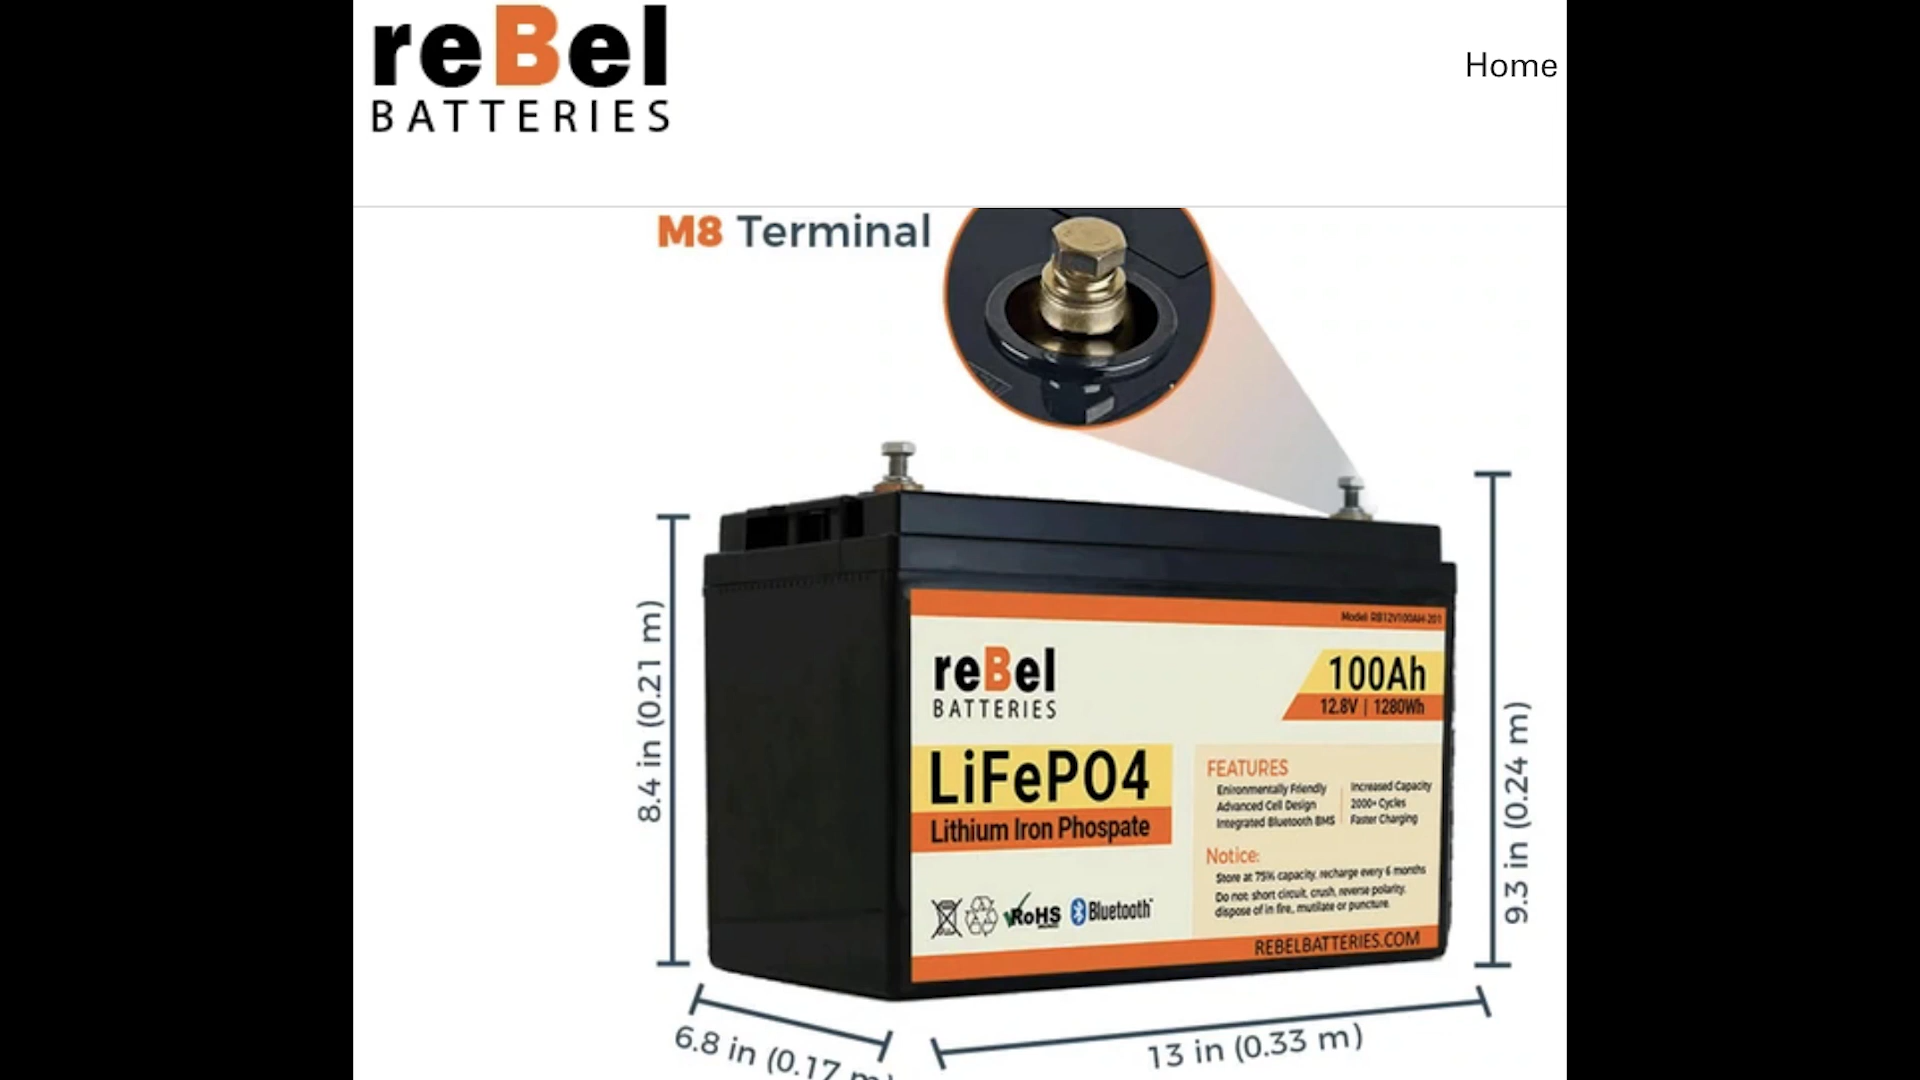 reBel
BATTERIES
Home
M8 Terminal
8.4 in (0.21 m)
9.3 in (0.24 m)
6.8 in (0.17 m)
13 in (0.33 m)
Model: RB12V100AH-201
reBel
BATTERIES
100Ah
12.8V | 1280Wh
LiFePO4
Lithium Iron Phospate
FEATURES
Enironmentally Friendly
Advanced Cell Design
Integrated Bluetooth BMS
Increased Capacity
2000+ Cycles
Faster Charging
Notice:
Store at 75% capacity, recharge every 6 months
Do not short circuit, crush, reverse polarity,
dispose of in fire, mutilate or puncture.
RoHS
Bluetooth
REBELBATTERIES.COM